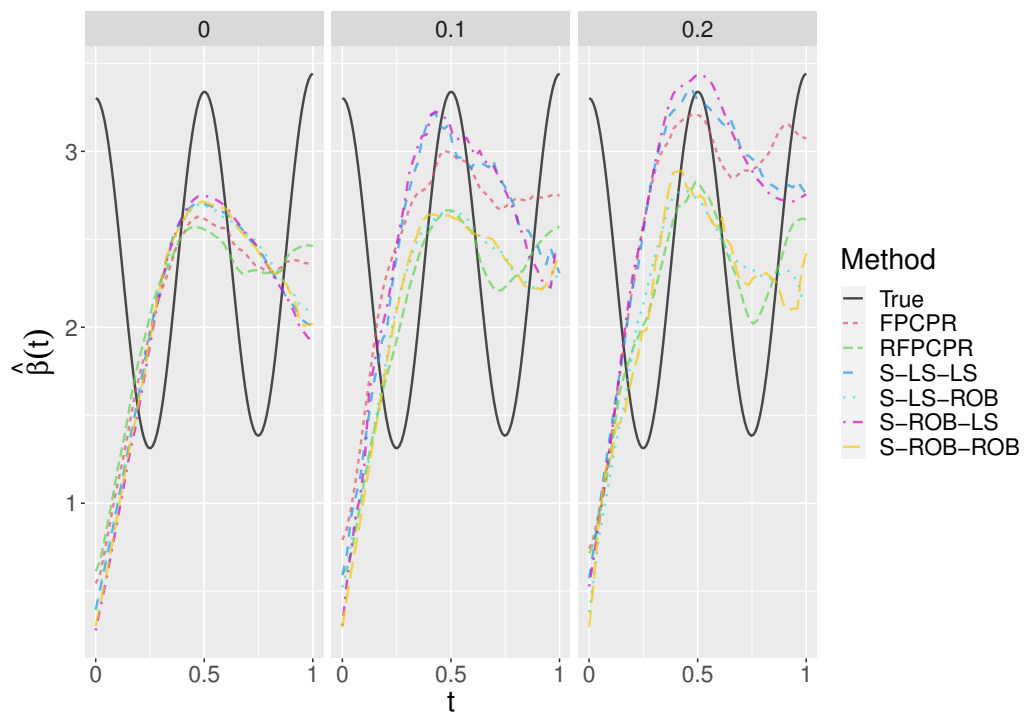 0 0.1 0.2
3
2
1
β̂(t)
0 0.5 1 0 0.5 1 0 0.5 1
t
Method
True
FPCPR
RFPCPR
S−LS−LS
S−LS−ROB
S−ROB−LS
S−ROB−ROB